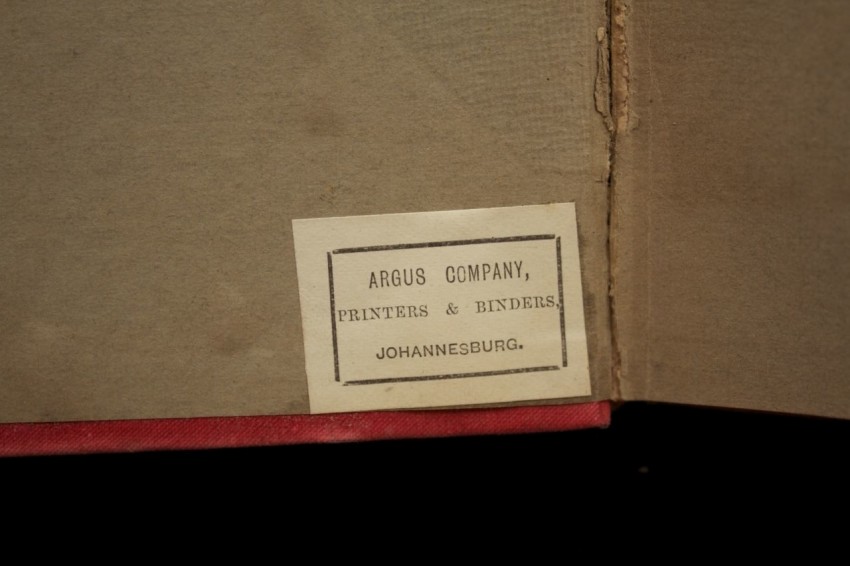 ARGUS COMPANY,
PRINTERS & BINDERS,
JOHANNESBURG.